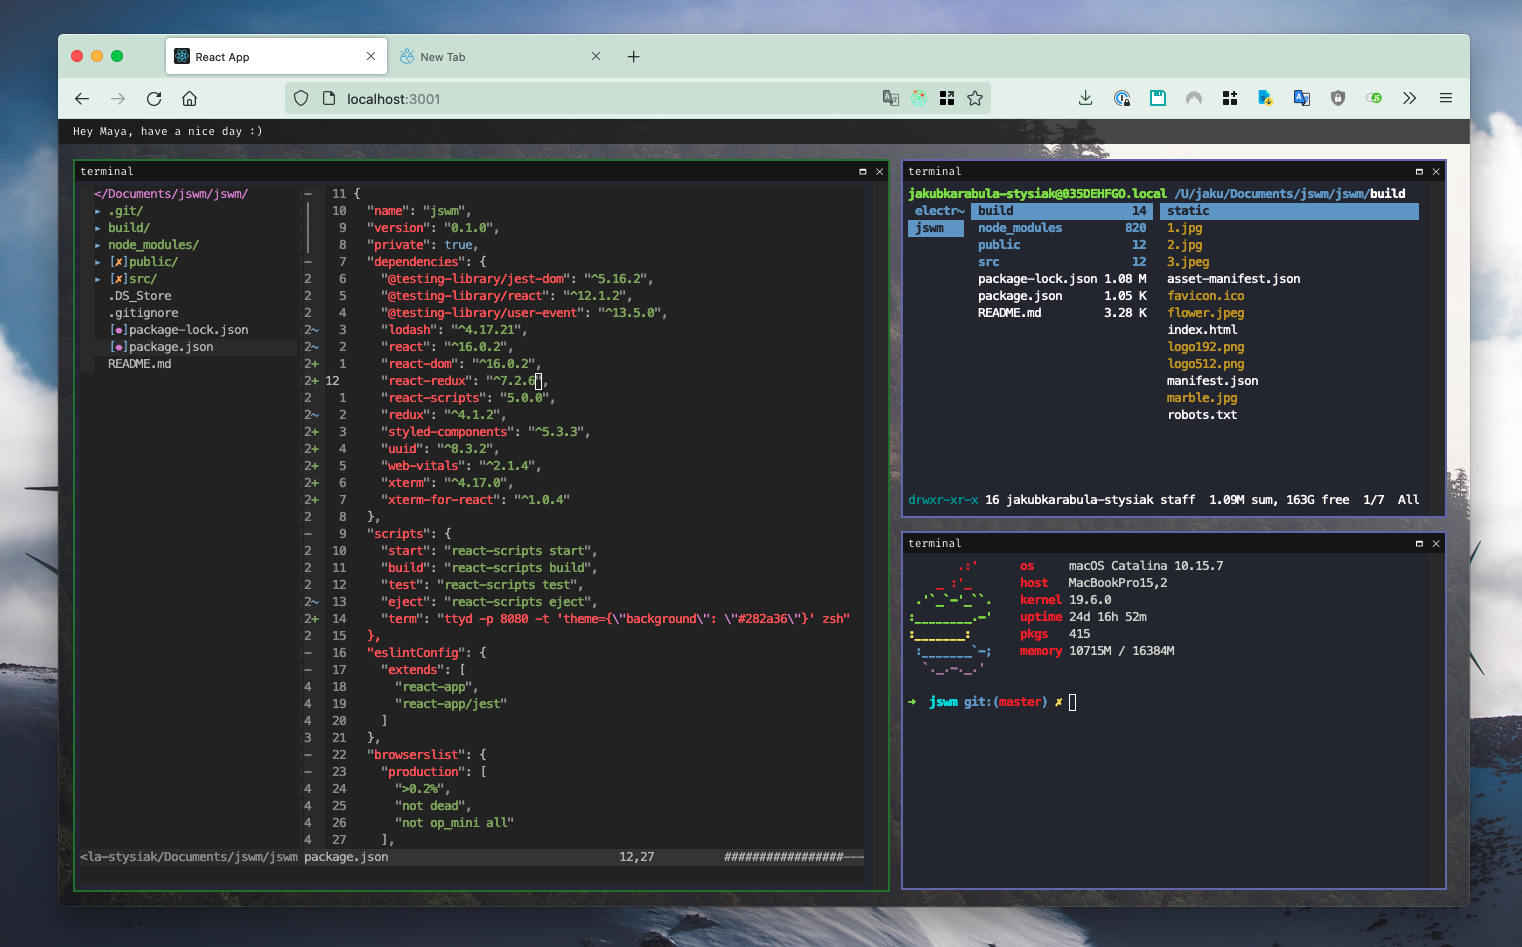 React App
New Tab
localhost:3001
Hey Maya, have a nice day :)
terminal
</Documents/jswm/jswm/
▸ .git/
▸ build/
▸ node_modules/
▸ [✗]public/
▸ [✗]src/
.DS_Store
.gitignore
[●]package-lock.json
[●]package.json
README.md
- 11 {
10 "name": "jswm",
9 "version": "0.1.0",
8 "private": true,
- 7 "dependencies": {
2 6 "@testing-library/jest-dom": "^5.16.2",
2 5 "@testing-library/react": "^12.1.2",
2 4 "@testing-library/user-event": "^13.5.0",
2~ 3 "lodash": "^4.17.21",
2~ 2 "react": "^16.0.2",
2+ 1 "react-dom": "^16.0.2",
2+ 12 "react-redux": "^7.2.6",
2 1 "react-scripts": "5.0.0",
2~ 2 "redux": "^4.1.2",
2+ 3 "styled-components": "^5.3.3",
2+ 4 "uuid": "^8.3.2",
2+ 5 "web-vitals": "^2.1.4",
2+ 6 "xterm": "^4.17.0",
2+ 7 "xterm-for-react": "^1.0.4"
2 8 },
- 9 "scripts": {
2 10 "start": "react-scripts start",
2 11 "build": "react-scripts build",
2 12 "test": "react-scripts test",
2~ 13 "eject": "react-scripts eject",
2+ 14 "term": "ttyd -p 8080 -t 'theme={\"background\": \"#282a36\"}' zsh"
2 15 },
- 16 "eslintConfig": {
- 17 "extends": [
4 18 "react-app",
4 19 "react-app/jest"
4 20 ]
3 21 },
- 22 "browserslist": {
- 23 "production": [
4 24 ">0.2%",
4 25 "not dead",
4 26 "not op_mini all"
4 27 ],
<la-stysiak/Documents/jswm/jswm package.json 12,27 #################---
terminal
jakubkarabula-stysiak@035DEHFGO.local /U/jaku/Documents/jswm/jswm/build
electr~ build 14 static
jswm node_modules 820 1.jpg
public 12 2.jpg
src 12 3.jpeg
package-lock.json 1.08 M asset-manifest.json
package.json 1.05 K favicon.ico
README.md 3.28 K flower.jpeg
index.html
logo192.png
logo512.png
manifest.json
marble.jpg
robots.txt
drwxr-xr-x 16 jakubkarabula-stysiak staff 1.09M sum, 163G free 1/7 All
terminal
.:' os macOS Catalina 10.15.7
_ :'_ host MacBookPro15,2
.'`_`-'_``. kernel 19.6.0
:________.-' uptime 24d 16h 52m
:_______: pkgs 415
:_______`-; memory 10715M / 16384M
`._.-._.'
➜ jswm git:(master) ✗